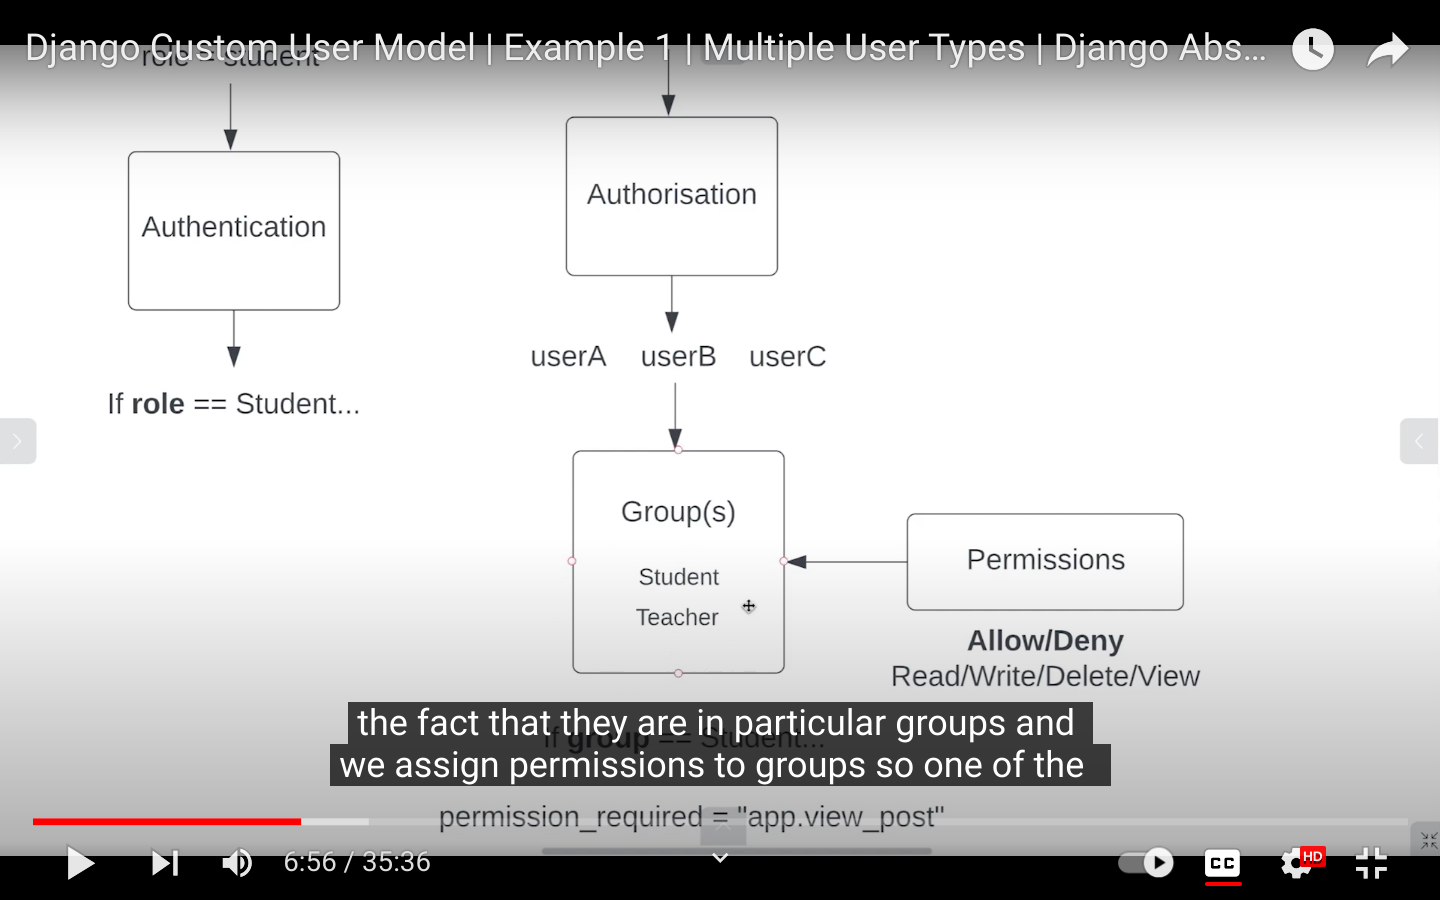 Django Custom User Model | Example 1 | Multiple User Types | Django Abs...
role = student
Authentication
If role == Student...
Authorisation
userA userB userC
Group(s)
Student
Teacher
Permissions
Allow/Deny
Read/Write/Delete/View
If group == Student...
the fact that they are in particular groups and
we assign permissions to groups so one of the
permission_required = "app.view_post"
6:56 / 35:36
CC
HD